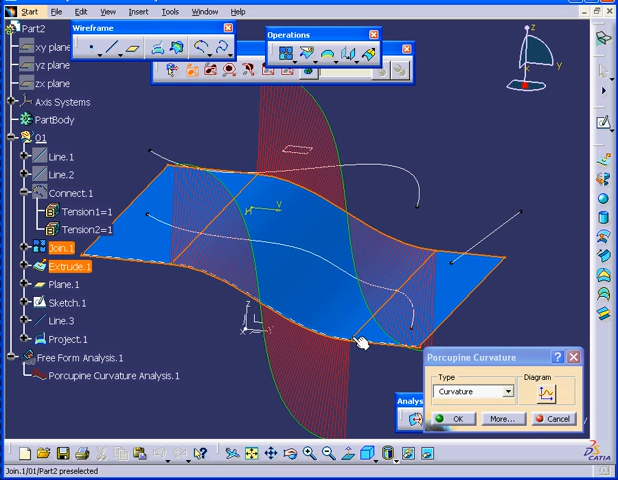 Start File Edit View Insert Tools Window Help
Part2
Wireframe
Operations
xy plane
yz plane
zx plane
Axis Systems
PartBody
01
Line.1
Line.2
Connect.1
Tension1=1
Tension2=1
Join.1
Extrude.1
Plane.1
Sketch.1
Line.3
Project.1
Free Form Analysis.1
Porcupine Curvature Analysis.1
z
y
x
H
V
Z
X
Y
Porcupine Curvature
Type
Diagram
Curvature
OK
More...
Cancel
Analys
CATIA
Join.1/01/Part2 preselected